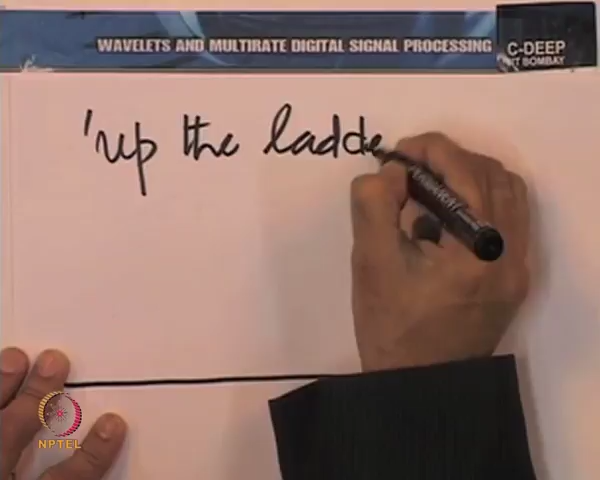 WAVELETS AND MULTIRATE DIGITAL SIGNAL PROCESSING
C-DEEP
IIT BOMBAY
'up the ladde
NPTEL